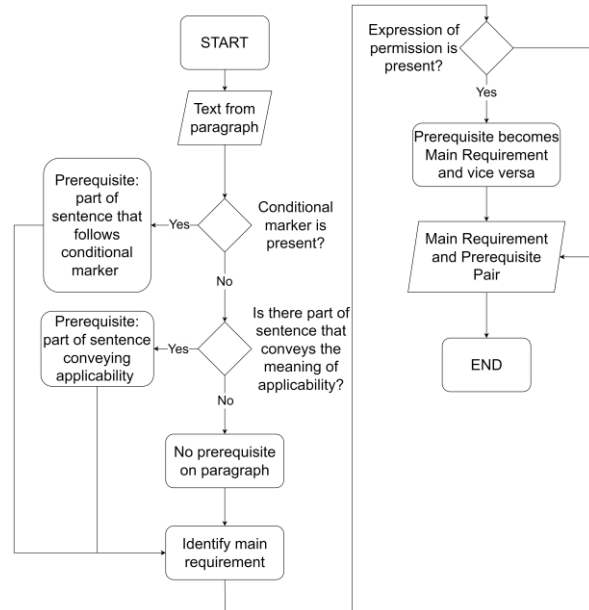 START
Text from
paragraph
Conditional
marker is
present?
Yes
Prerequisite:
part of
sentence that
follows
conditional
marker
No
Is there part of
sentence that
conveys the
meaning of
applicability?
Yes
Prerequisite:
part of sentence
conveying
applicability
No
No prerequisite
on paragraph
Identify main
requirement
Expression of
permission is
present?
Yes
Prerequisite becomes
Main Requirement
and vice versa
Main Requirement
and Prerequisite
Pair
END